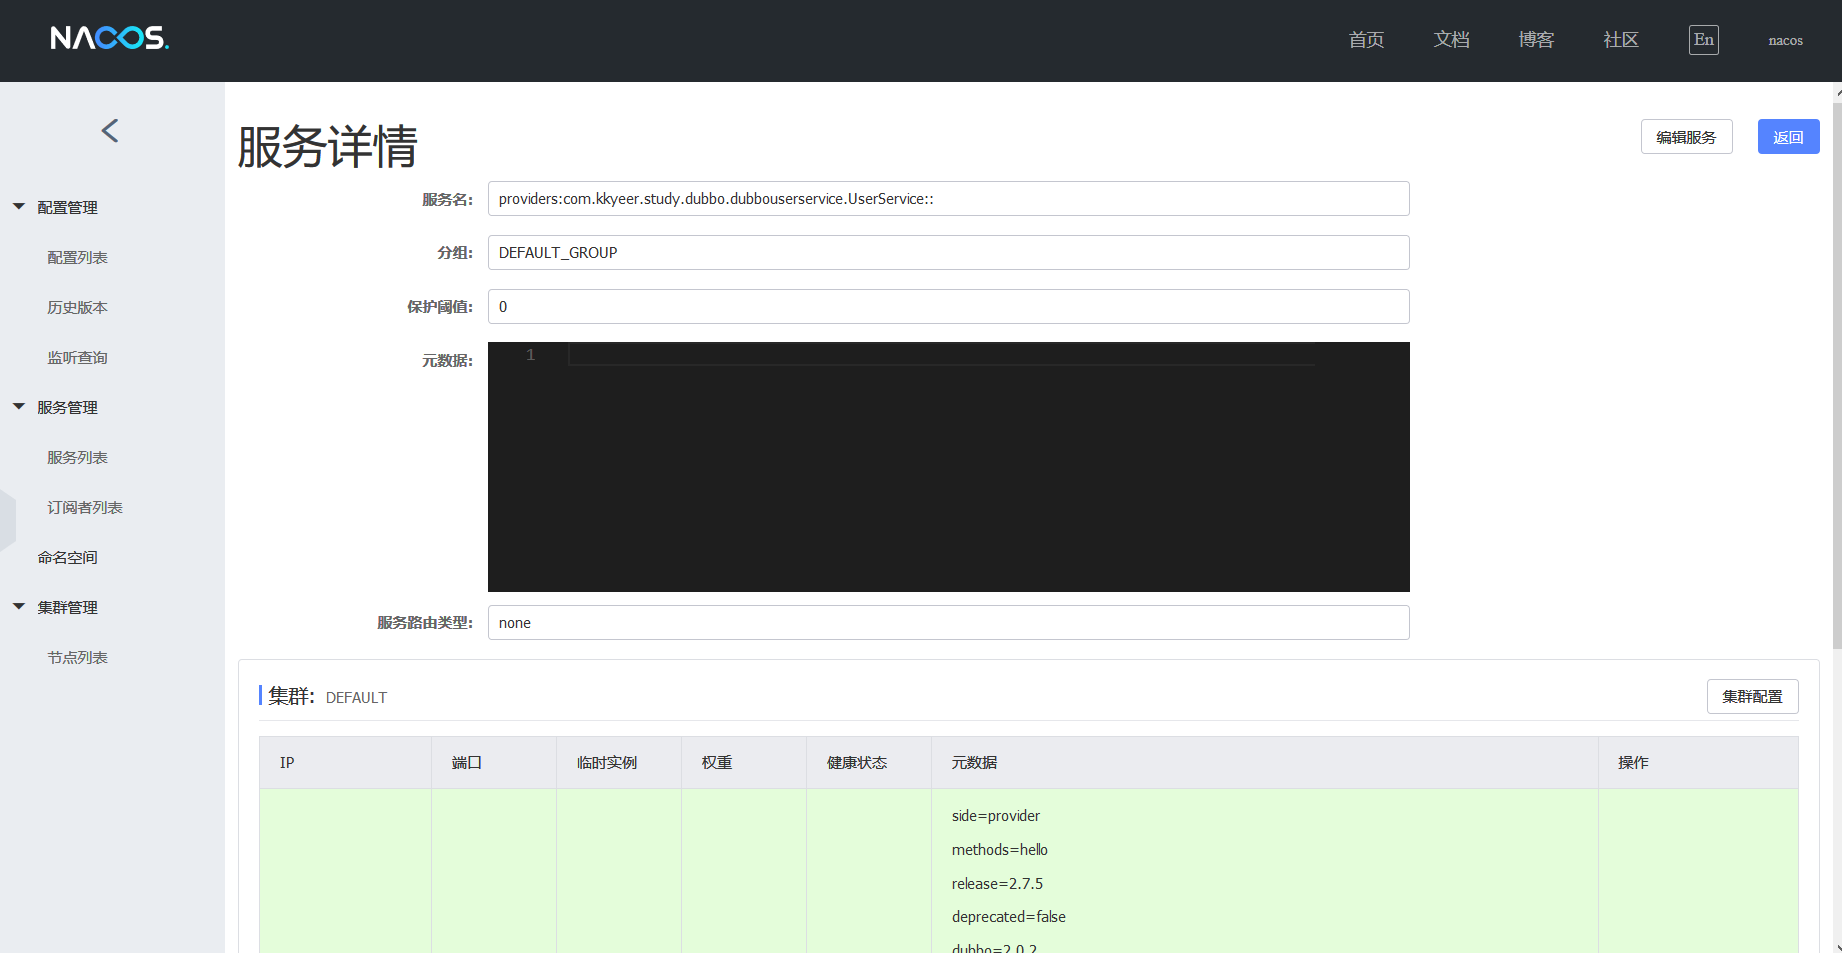 NACOS.
首页 文档 博客 社区 En nacos
配置管理
配置列表
历史版本
监听查询
服务管理
服务列表
订阅者列表
命名空间
集群管理
节点列表
服务详情
编辑服务 返回
服务名: providers:com.kkyeer.study.dubbo.dubbouserservice.UserService::
分组: DEFAULT_GROUP
保护阈值: 0
元数据: 1
服务路由类型: none
集群: DEFAULT 集群配置
IP 端口 临时实例 权重 健康状态 元数据 操作
side=provider
methods=hello
release=2.7.5
deprecated=false
dubbo=2.0.2